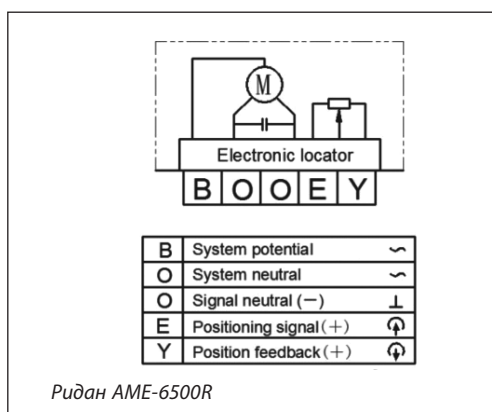 M
Electronic locator
B O O E Y
B System potential ∽
O System neutral ∽
O Signal neutral (−) ⊥
E Positioning signal (+)
Y Position feedback (+)
Ридан AME-6500R